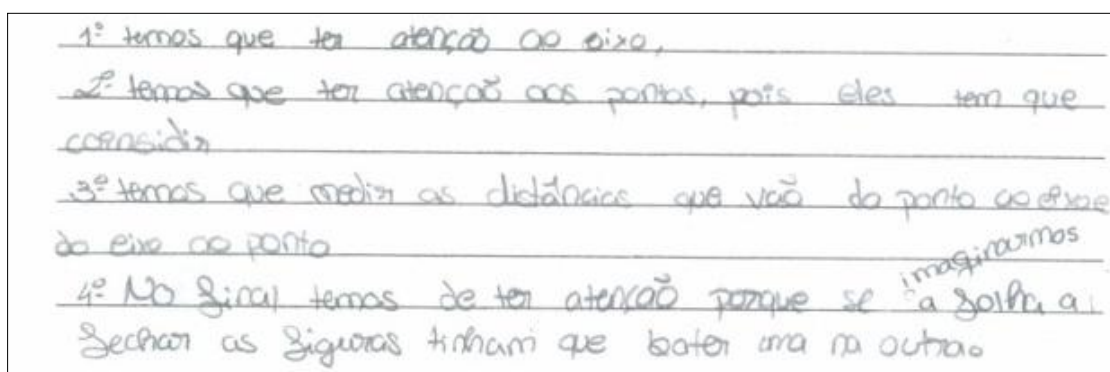 1º temos que ter atenção ao eixo,
2º temos que ter atenção aos pontos, pois eles tem que
coensidir
3º temos que medir as distâncias que vão do ponto ao eixo e
do eixo ao ponto
4º No final temos de ter atenção porque se imaginarmos a folha a
fechar as figuras tinham que bater uma na outra.